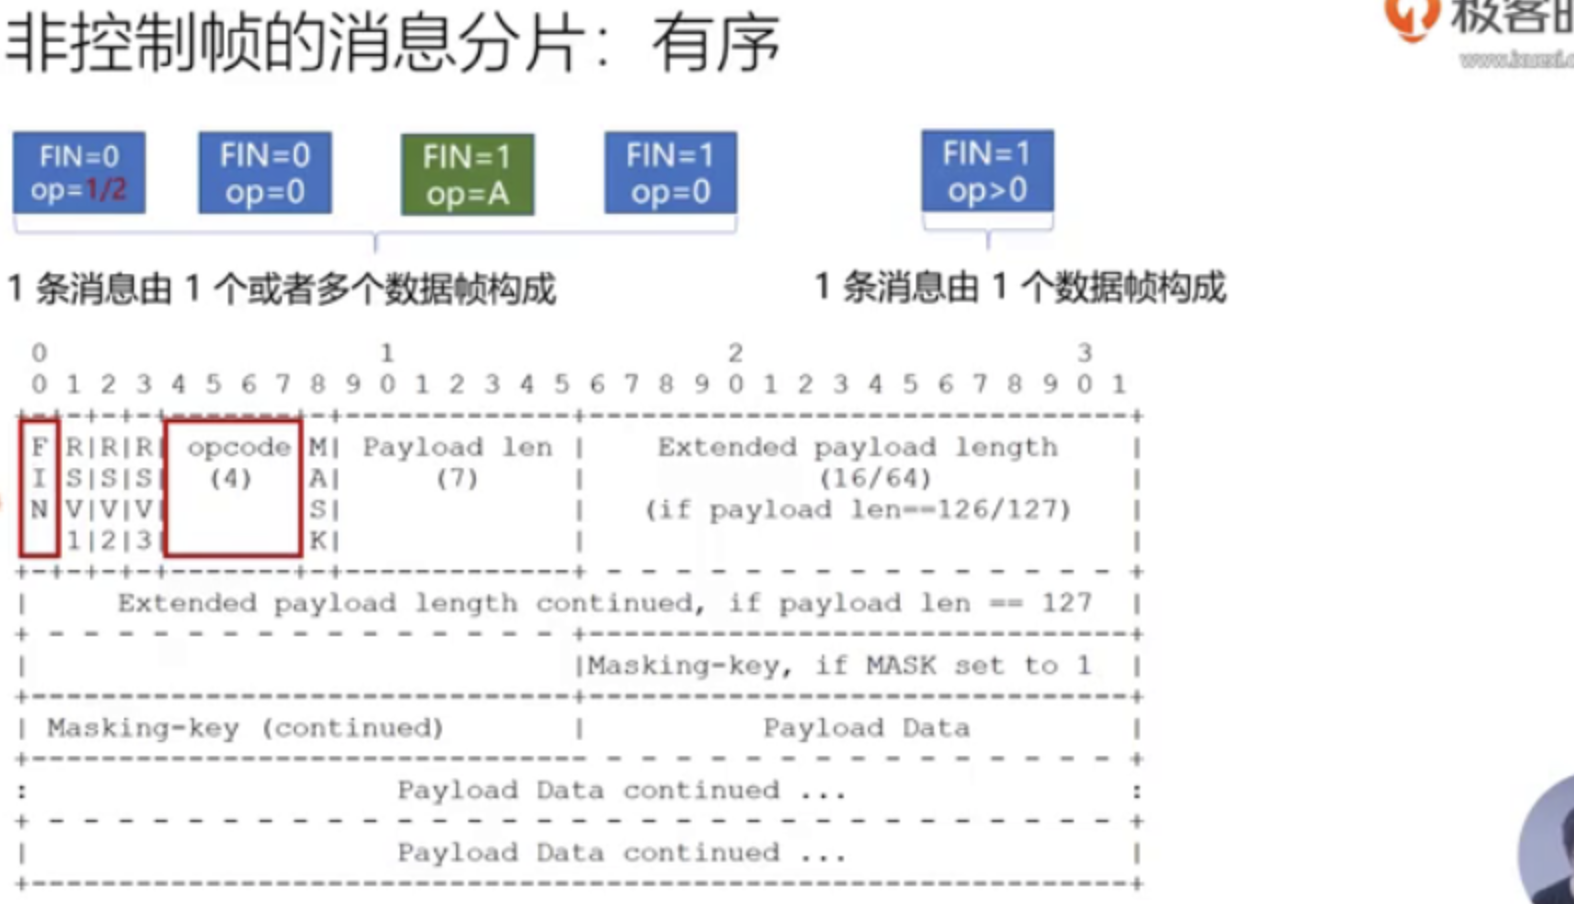 非控制帧的消息分片：有序
极客时
FIN=0
op=1/2
FIN=0
op=0
FIN=1
op=A
FIN=1
op=0
FIN=1
op>0
1 条消息由 1 个或者多个数据帧构成
1 条消息由 1 个数据帧构成
0 1 2 3
0 1 2 3 4 5 6 7 8 9 0 1 2 3 4 5 6 7 8 9 0 1 2 3 4 5 6 7 8 9 0 1
+-+-+-+-+-------+-+-------------+-------------------------------+
|F|R|R|R| opcode|M| Payload len | Extended payload length |
|I|S|S|S| (4) |A| (7) | (16/64) |
|N|V|V|V| |S| | (if payload len==126/127) |
| |1|2|3| |K| | |
+-+-+-+-+-------+-+-------------+ - - - - - - - - - - - - - - - +
| Extended payload length continued, if payload len == 127 |
+ - - - - - - - - - - - - - - - +-------------------------------+
| |Masking-key, if MASK set to 1 |
+-------------------------------+-------------------------------+
| Masking-key (continued) | Payload Data |
+-------------------------------- - - - - - - - - - - - - - - - +
: Payload Data continued ... :
+ - - - - - - - - - - - - - - - - - - - - - - - - - - - - - - - +
| Payload Data continued ... |
+---------------------------------------------------------------+